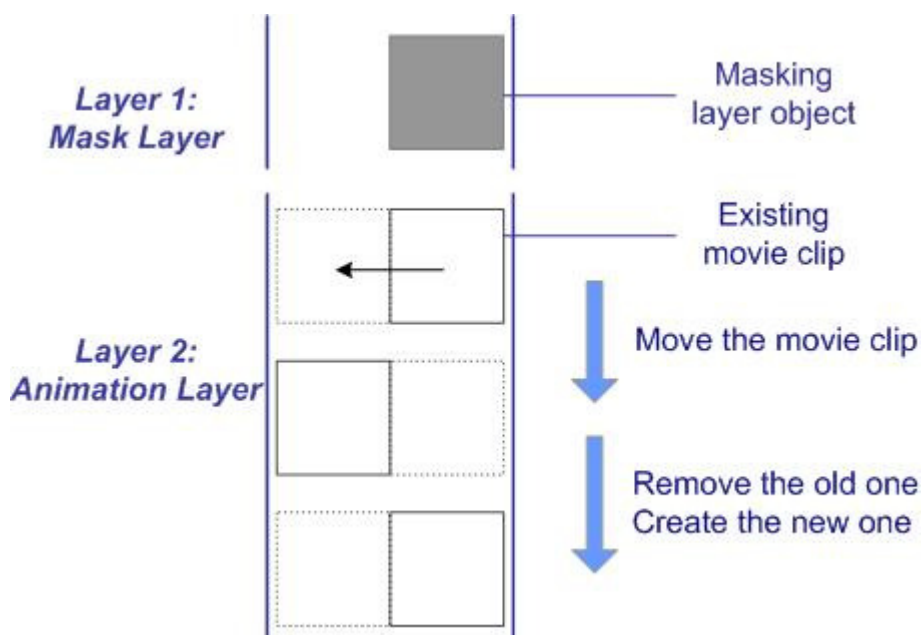 Layer 1:
Mask Layer
Masking
layer object
Existing
movie clip
Layer 2:
Animation Layer
Move the movie clip
Remove the old one
Create the new one